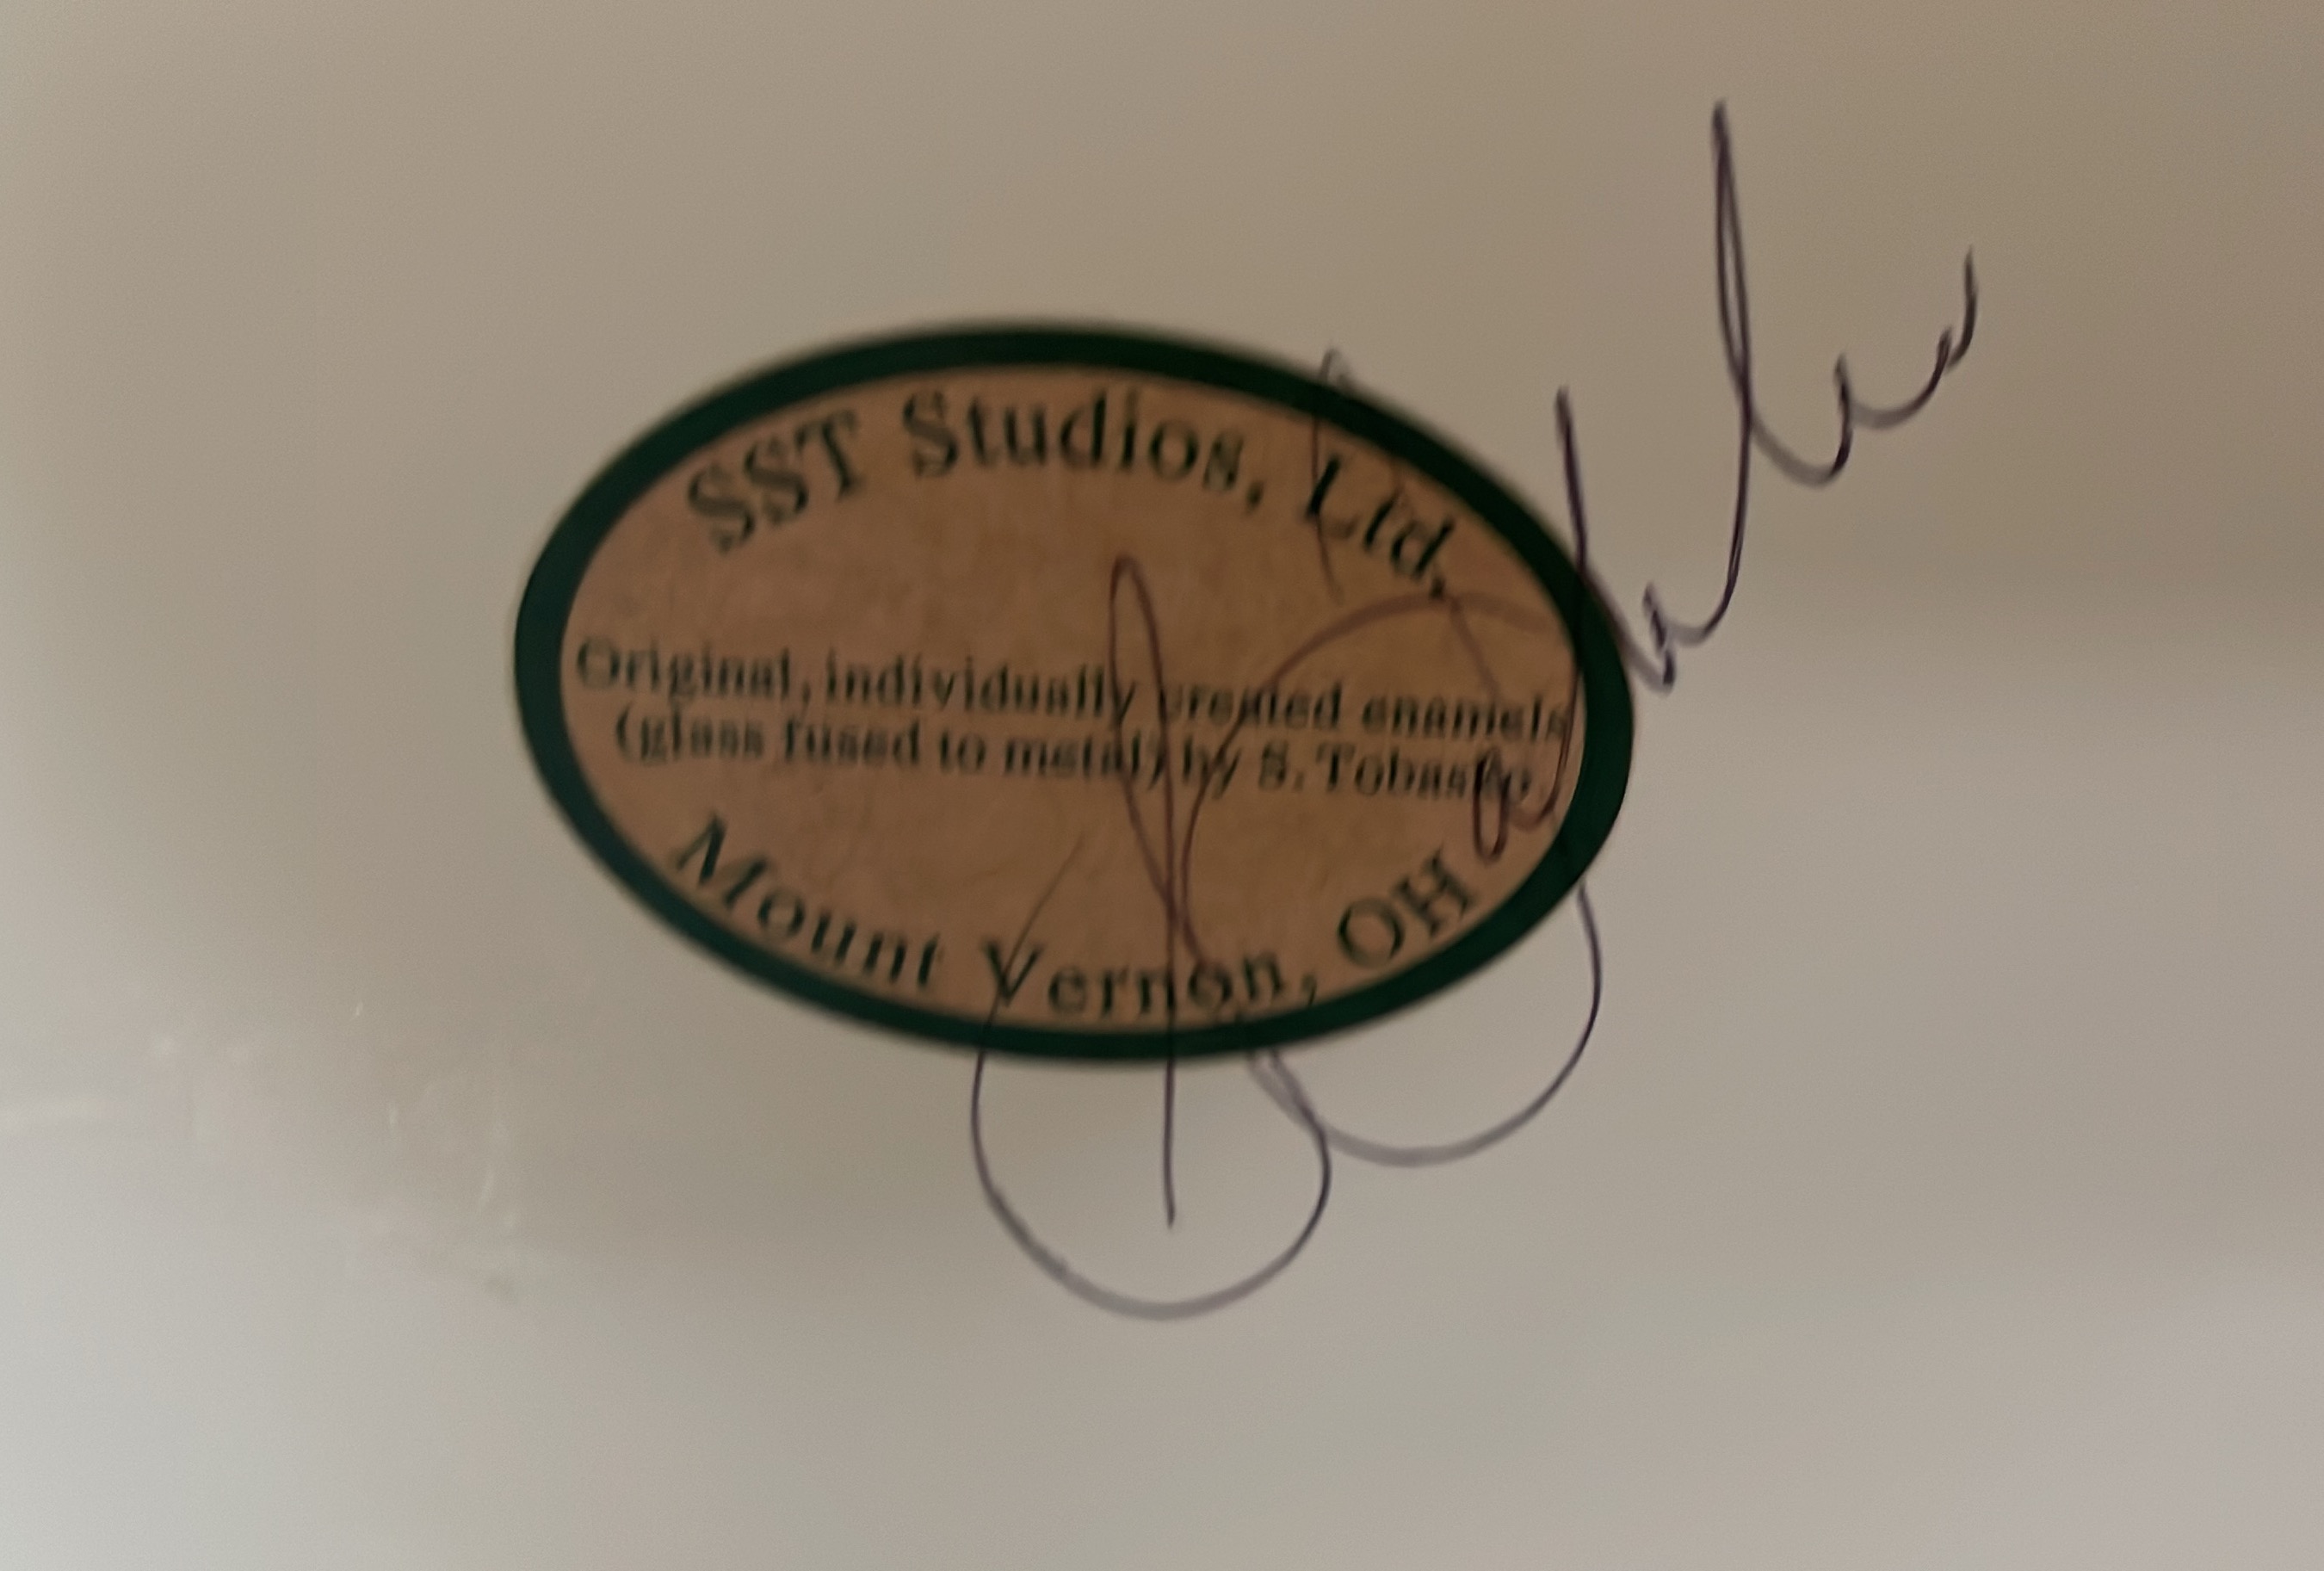 SST Studios, Ltd.
Original, individually created enamels
(glass fused to metal) by S. Tobasko
Mount Vernon, OH